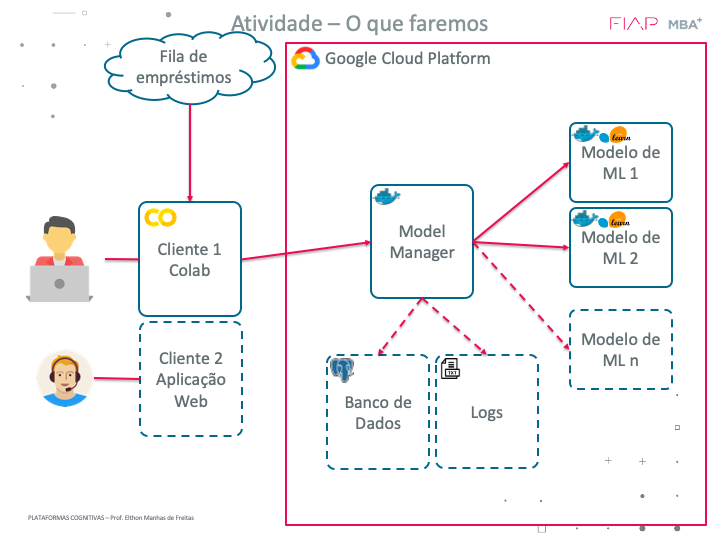 Atividade – O que faremos
FIAP MBA+
Fila de
empréstimos
Google Cloud Platform
CO
Cliente 1
Colab
Model
Manager
learn
Modelo de
ML 1
learn
Modelo de
ML 2
Modelo de
ML n
Cliente 2
Aplicação
Web
Banco de
Dados
TXT
Logs
PLATAFORMAS COGNITIVAS – Prof. Elthon Manhas de Freitas